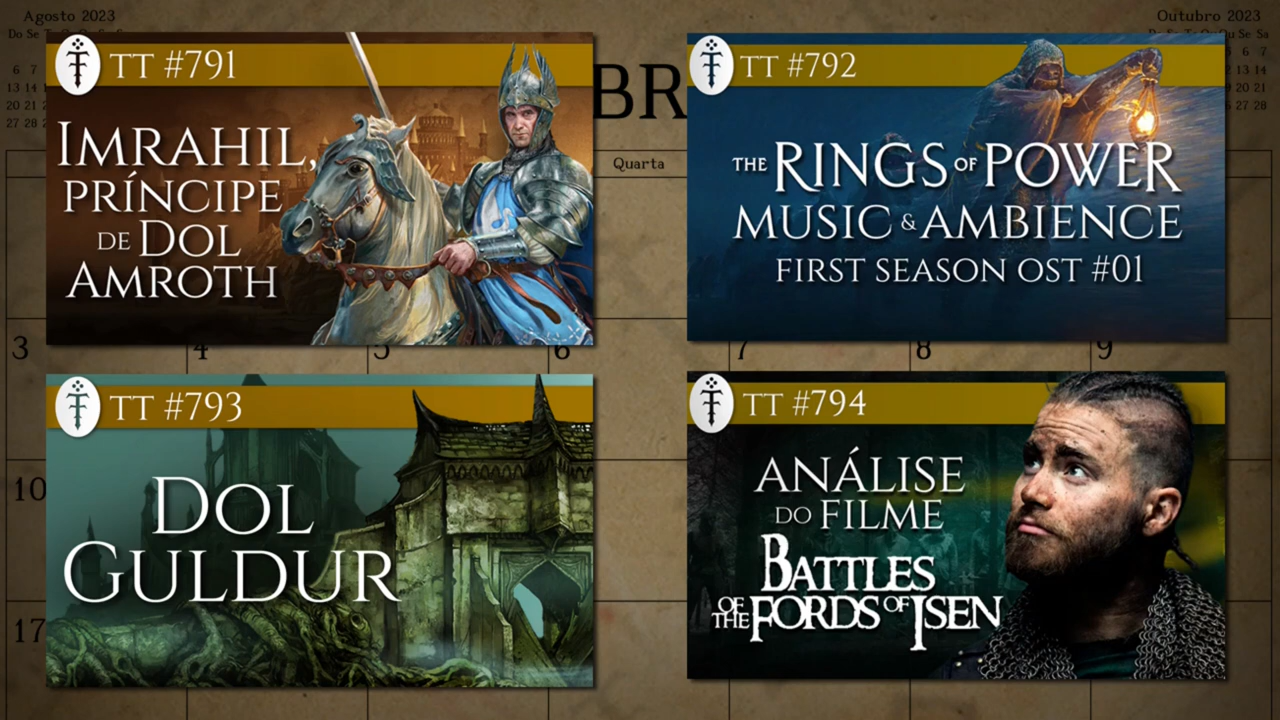 Agosto 2023
Outubro 2023
BR
Quarta
TT #791
IMRAHIL,
PRÍNCIPE
DE DOL
AMROTH
TT #792
THE RINGS OF POWER
MUSIC & AMBIENCE
FIRST SEASON OST #01
3 4 5 6 7 8 9
TT #793
DOL
GULDUR
TT #794
ANÁLISE
DO FILME
BATTLES
OF THE FORDS OF ISEN
10
17